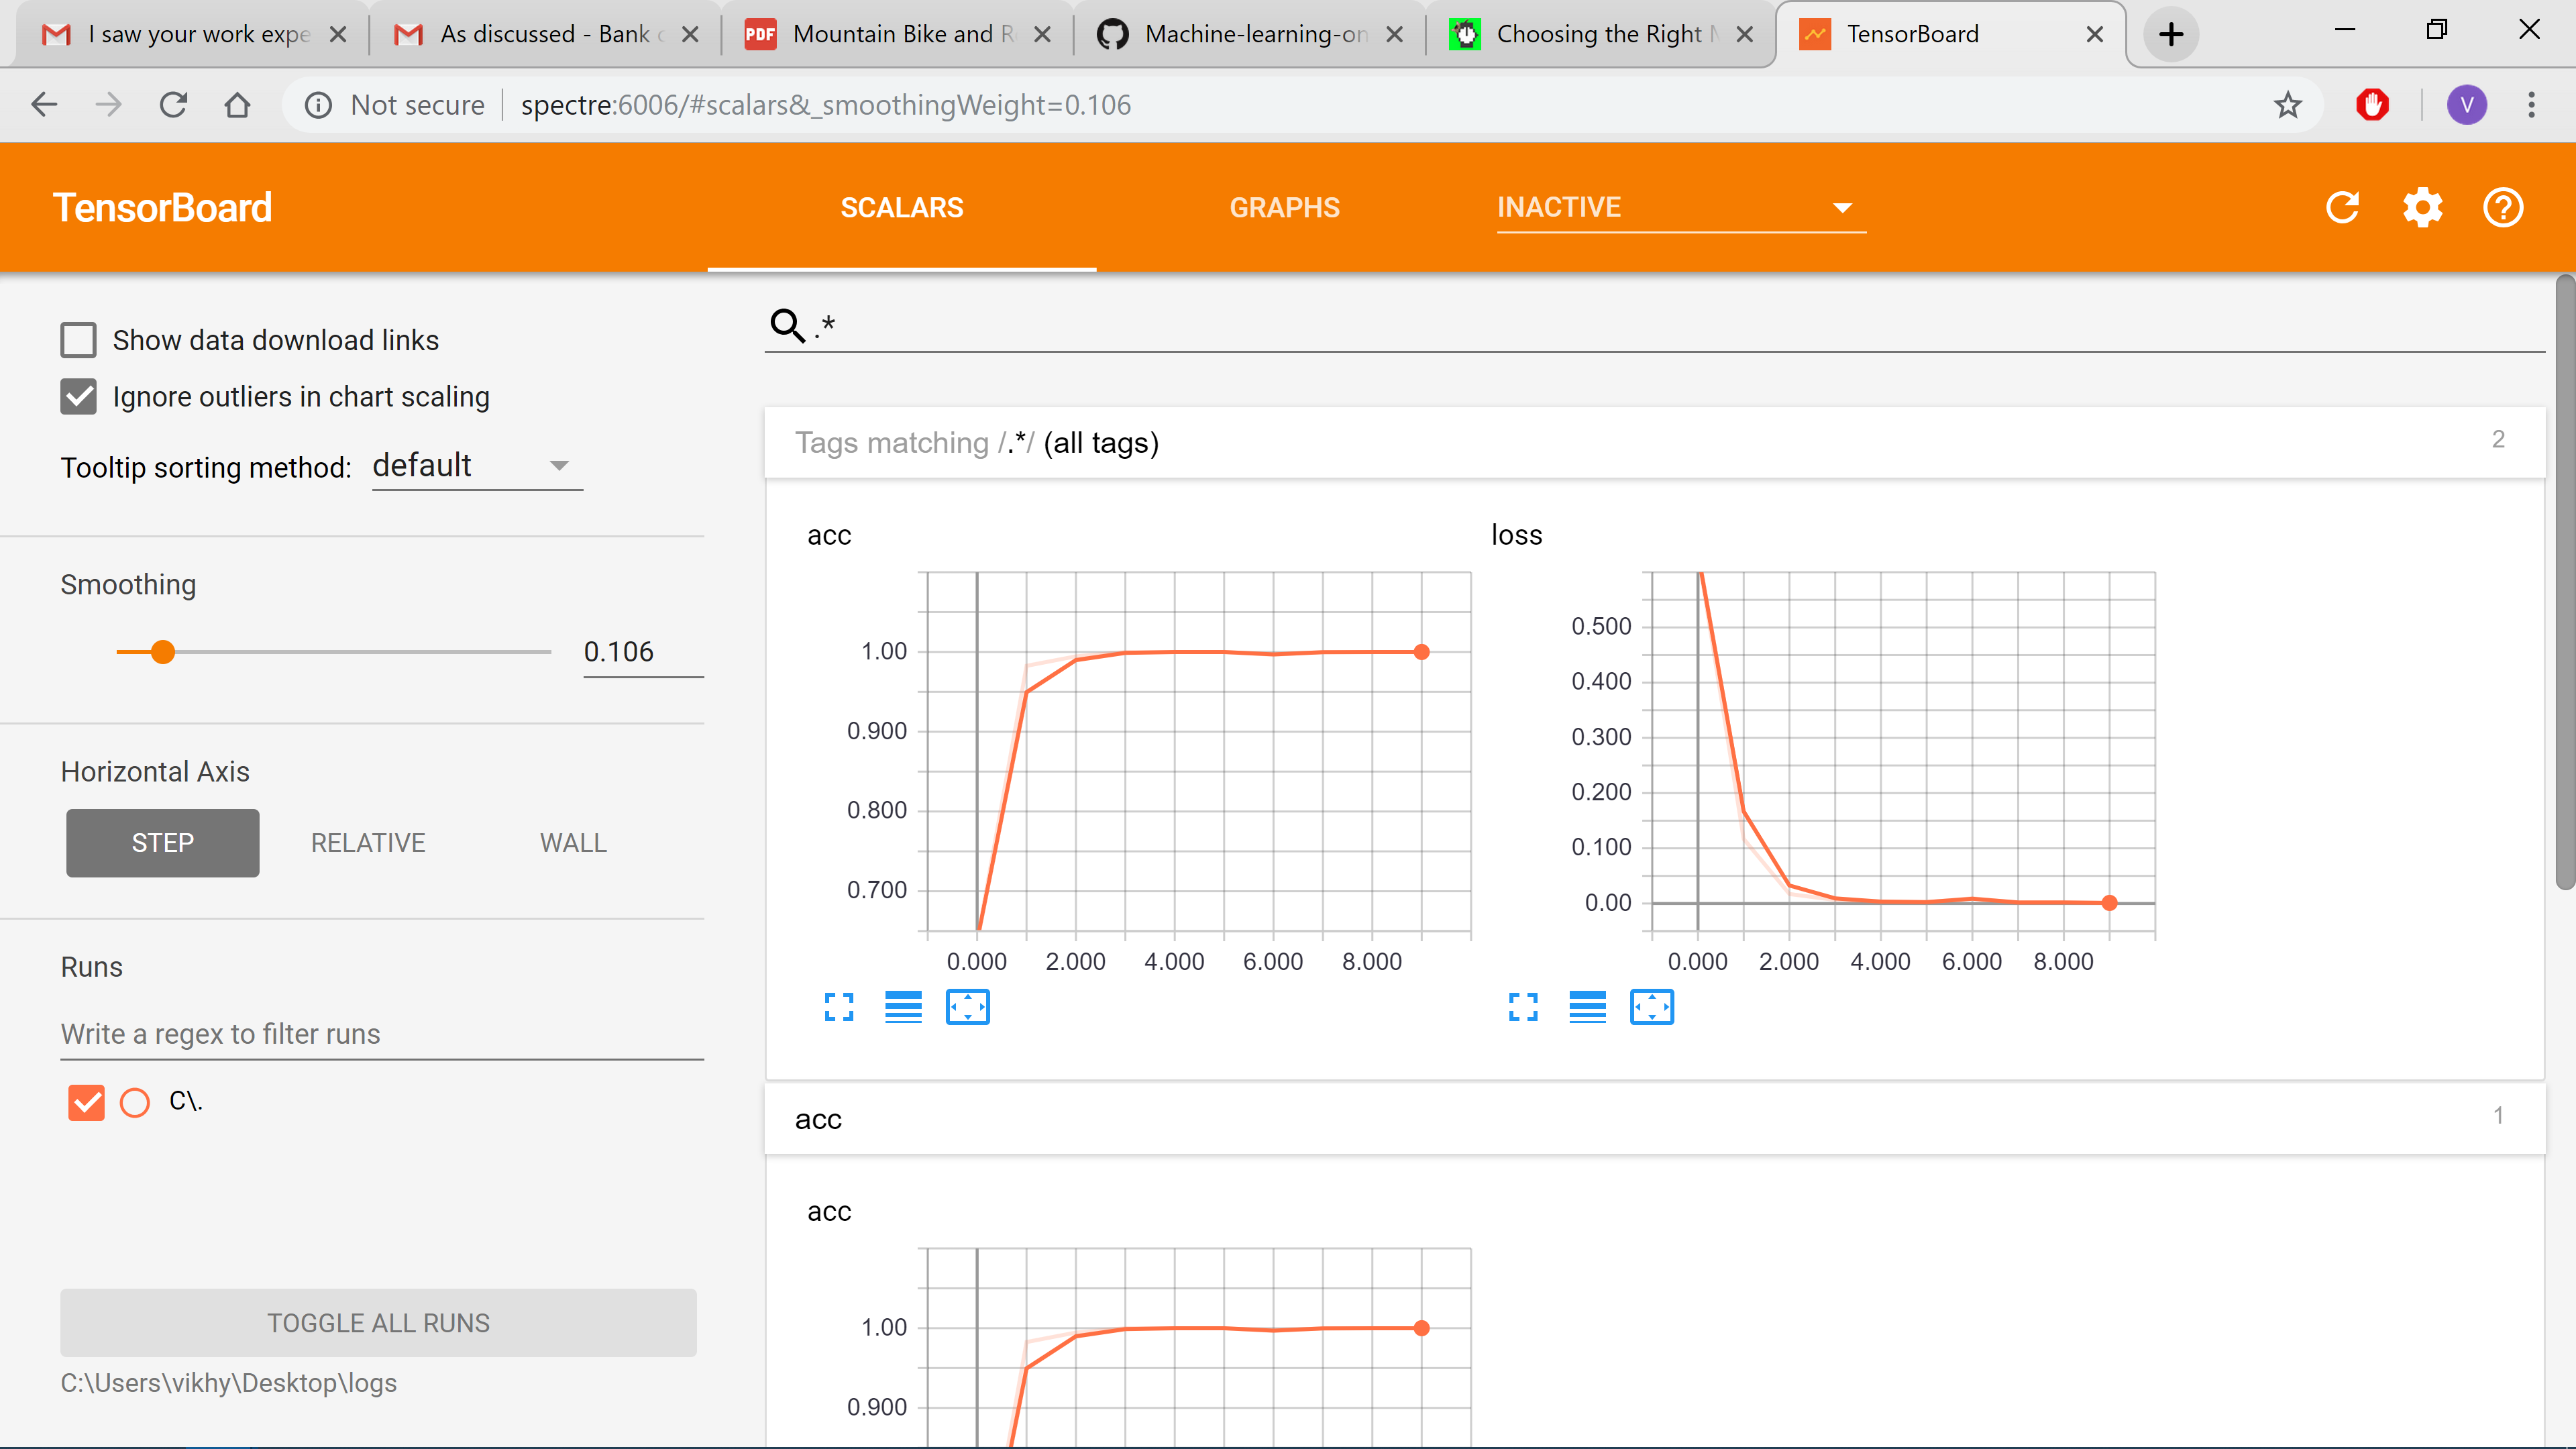 I saw your work expe
As discussed - Bank
PDF
Mountain Bike and R
Machine-learning-on
Choosing the Right
TensorBoard
Not secure
spectre:6006/#scalars&_smoothingWeight=0.106
V
TensorBoard
SCALARS
GRAPHS
INACTIVE
Show data download links
Ignore outliers in chart scaling
Tooltip sorting method: default
Smoothing
0.106
Horizontal Axis
STEP
RELATIVE
WALL
Runs
Write a regex to filter runs
C\.
TOGGLE ALL RUNS
C:\Users\vikhy\Desktop\logs
.*
Tags matching /.*/ (all tags)
2
acc
1.00
0.900
0.800
0.700
0.000 2.000 4.000 6.000 8.000
loss
0.500
0.400
0.300
0.200
0.100
0.00
0.000 2.000 4.000 6.000 8.000
acc
1
acc
1.00
0.900